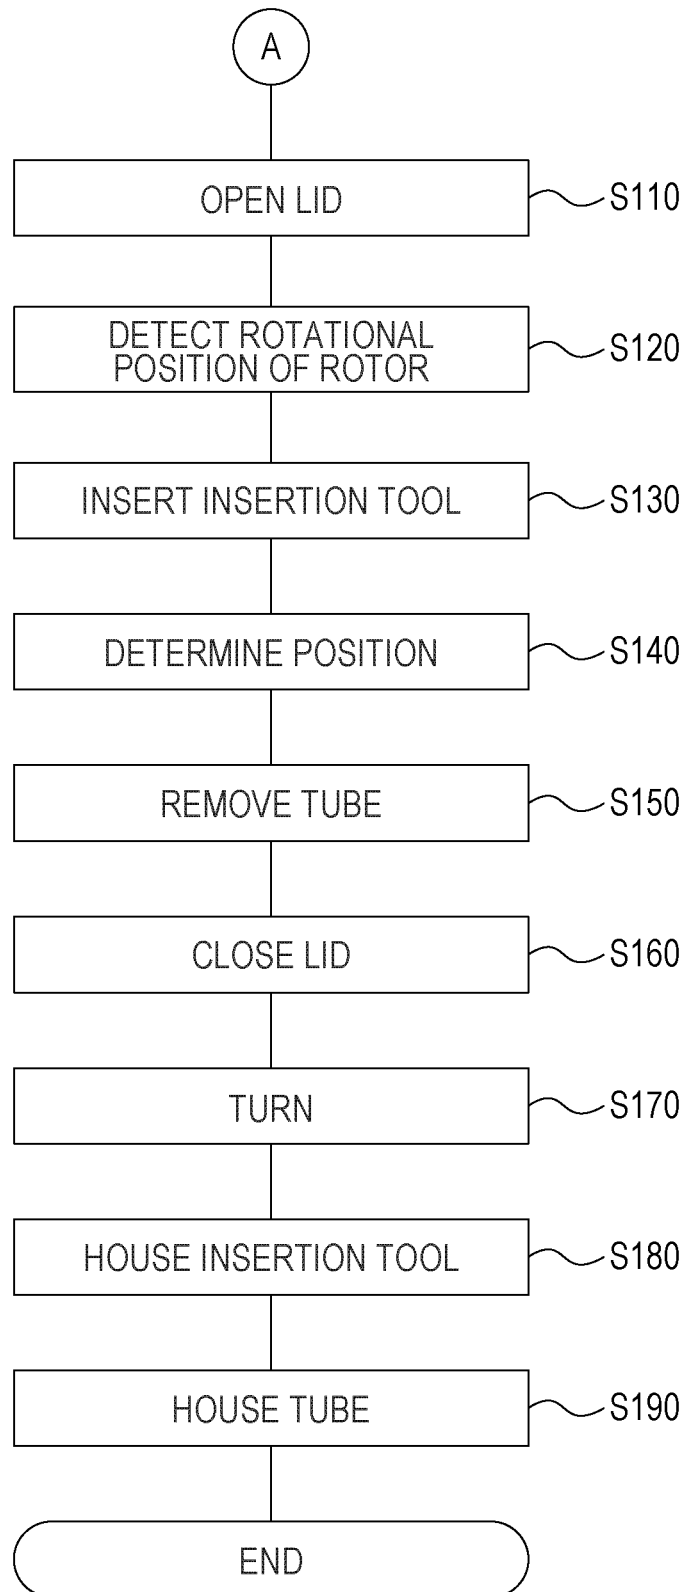 A
OPEN LID
S110
DETECT ROTATIONAL
POSITION OF ROTOR
S120
INSERT INSERTION TOOL
S130
DETERMINE POSITION
S140
REMOVE TUBE
S150
CLOSE LID
S160
TURN
S170
HOUSE INSERTION TOOL
S180
HOUSE TUBE
S190
END